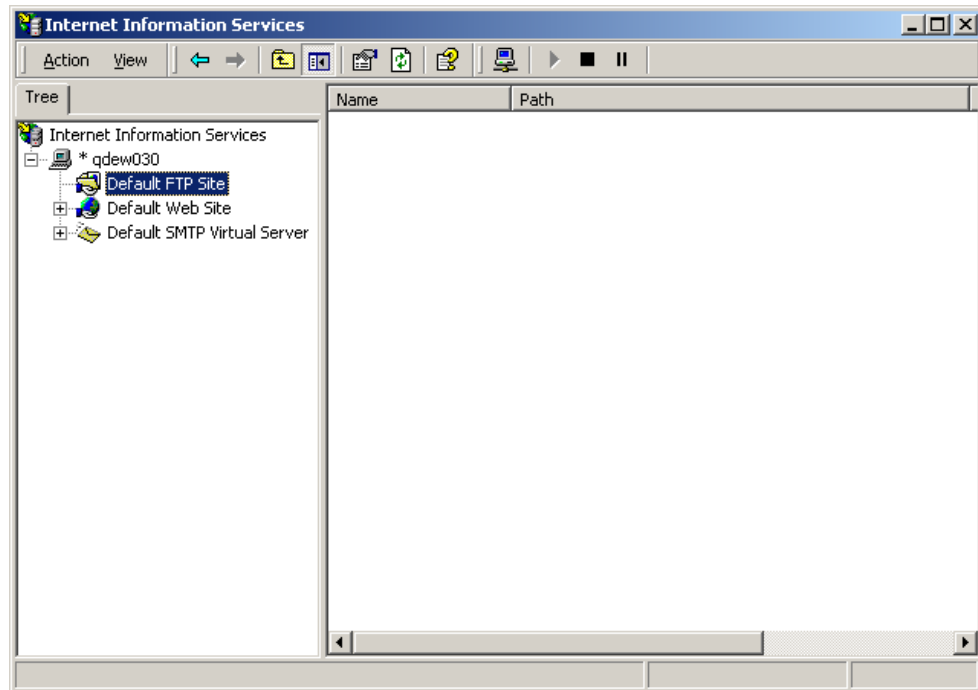 Internet Information Services
Action View
Tree
Name Path
Internet Information Services
* qdew030
Default FTP Site
Default Web Site
Default SMTP Virtual Server